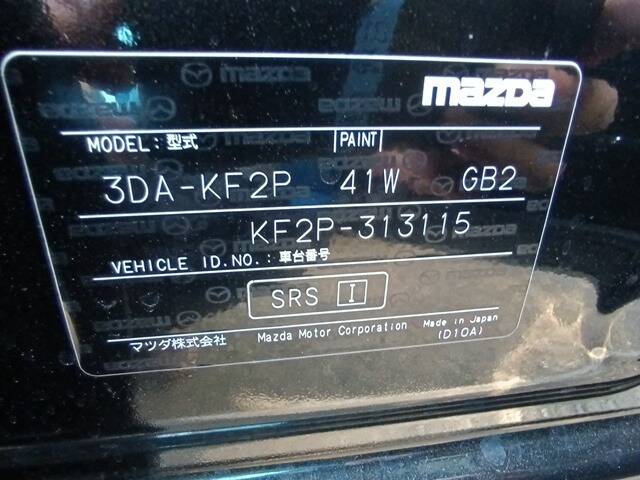 mazda
MODEL:型式 PAINT
3DA-KF2P 41W GB2
KF2P-313115
VEHICLE ID.NO.:車台番号
SRS I
マツダ株式会社 Mazda Motor Corporation Made in Japan
(D10A)